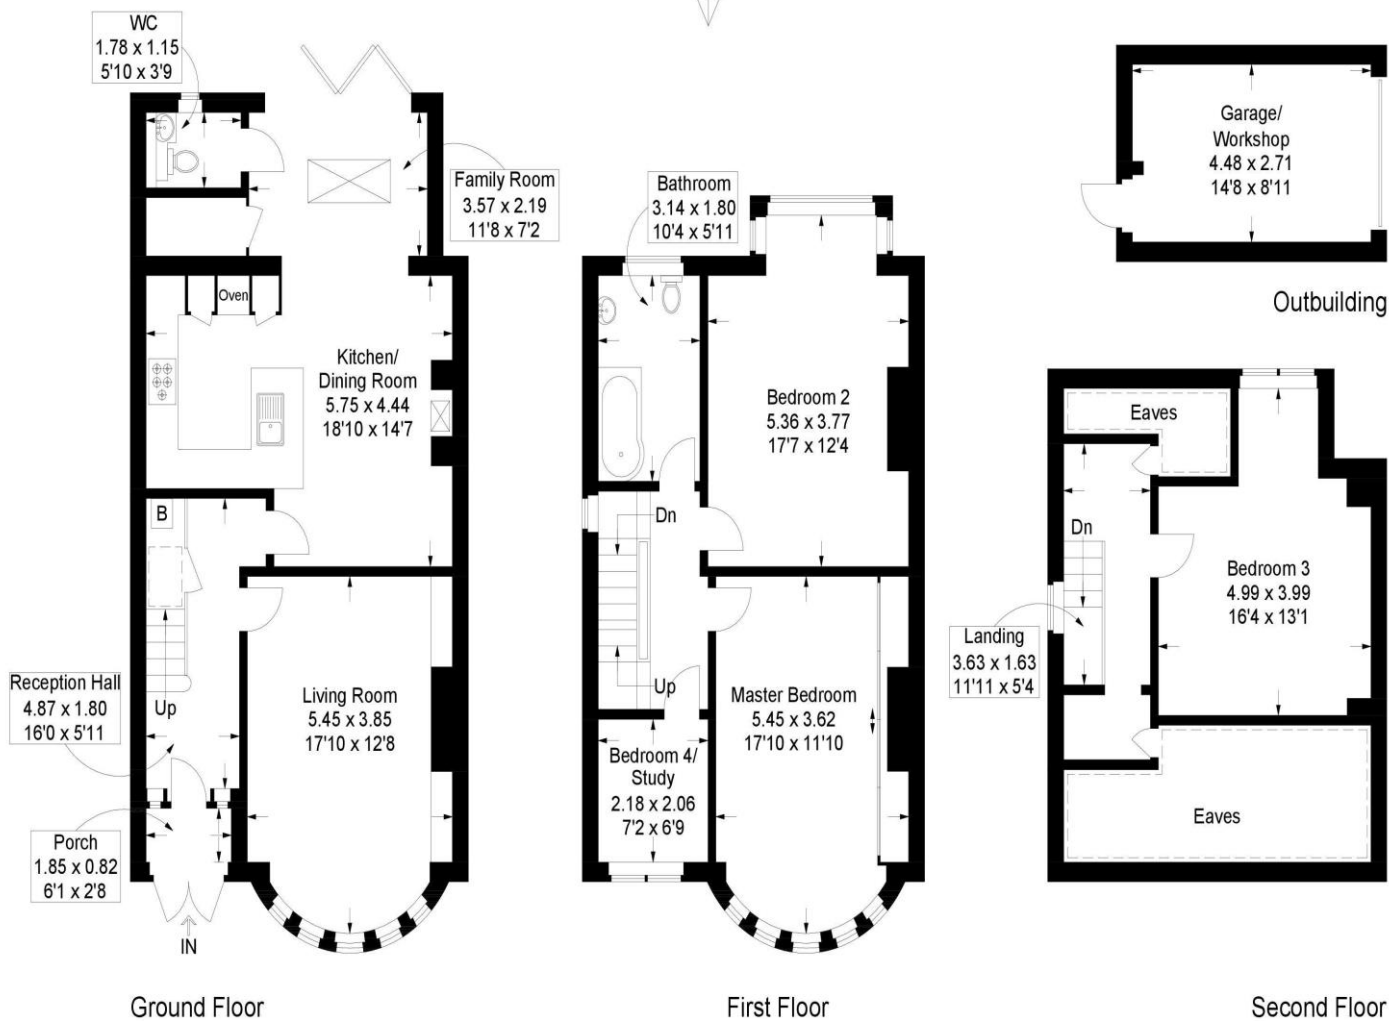 WC
1.78 x 1.15
5'10 x 3'9
Family Room
3.57 x 2.19
11'8 x 7'2
Oven
Kitchen/
Dining Room
5.75 x 4.44
18'10 x 14'7
B
Reception Hall
4.87 x 1.80
16'0 x 5'11
Up
Living Room
5.45 x 3.85
17'10 x 12'8
Porch
1.85 x 0.82
6'1 x 2'8
IN
Ground Floor
Bathroom
3.14 x 1.80
10'4 x 5'11
Bedroom 2
5.36 x 3.77
17'7 x 12'4
Dn
Up
Master Bedroom
5.45 x 3.62
17'10 x 11'10
Bedroom 4/
Study
2.18 x 2.06
7'2 x 6'9
First Floor
Garage/
Workshop
4.48 x 2.71
14'8 x 8'11
Outbuilding
Eaves
Dn
Bedroom 3
4.99 x 3.99
16'4 x 13'1
Landing
3.63 x 1.63
11'11 x 5'4
Eaves
Second Floor